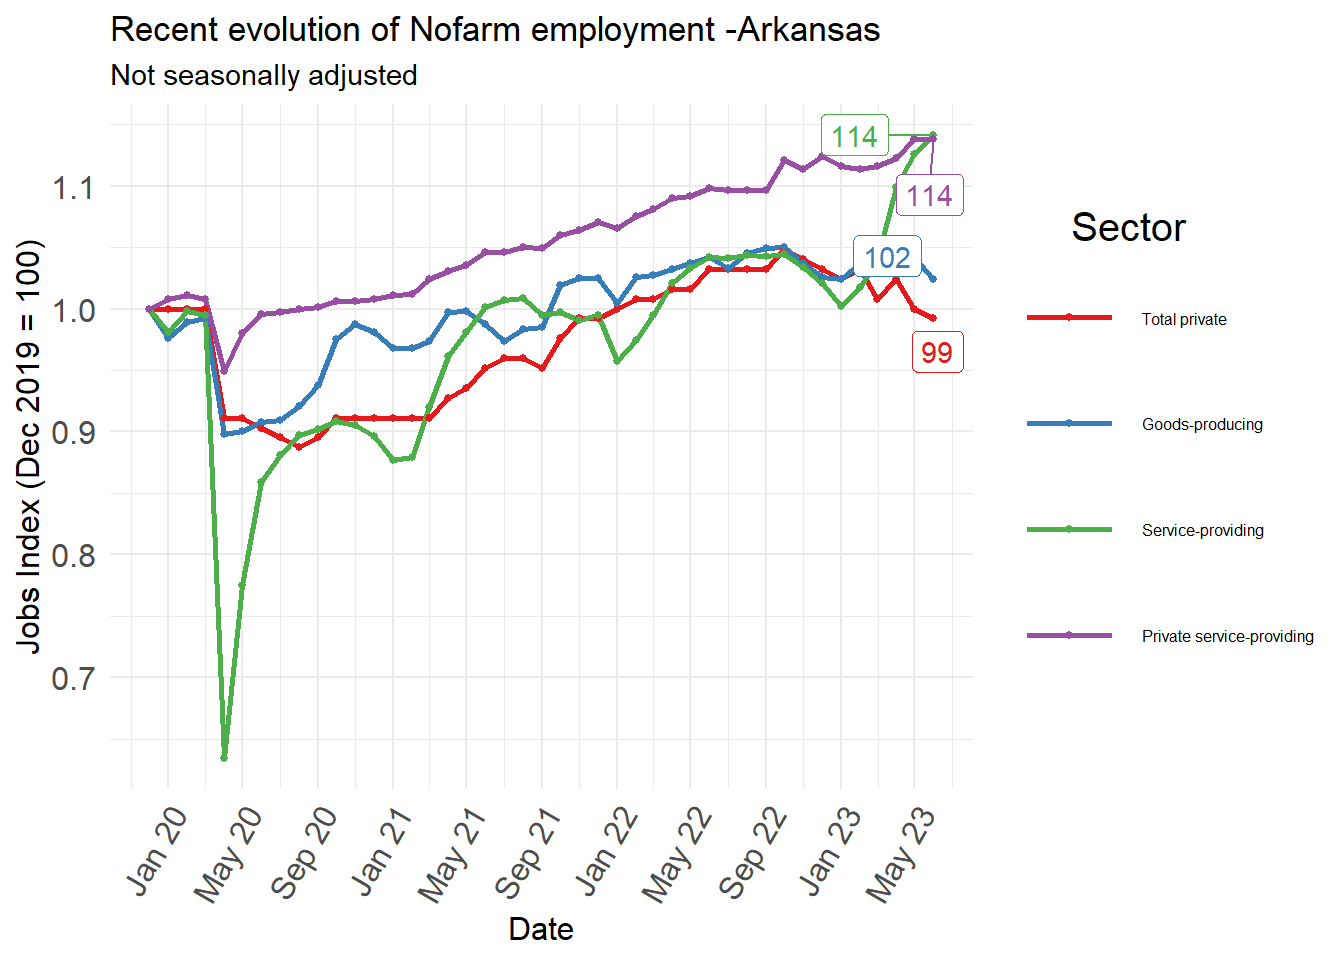 Recent evolution of Nofarm employment -Arkansas
Not seasonally adjusted
Jobs Index (Dec 2019 = 100)
1.1
1.0
0.9
0.8
0.7
114
114
102
99
Jan 20
May 20
Sep 20
Jan 21
May 21
Sep 21
Jan 22
May 22
Sep 22
Jan 23
May 23
Date
Sector
Total private
Goods-producing
Service-providing
Private service-providing